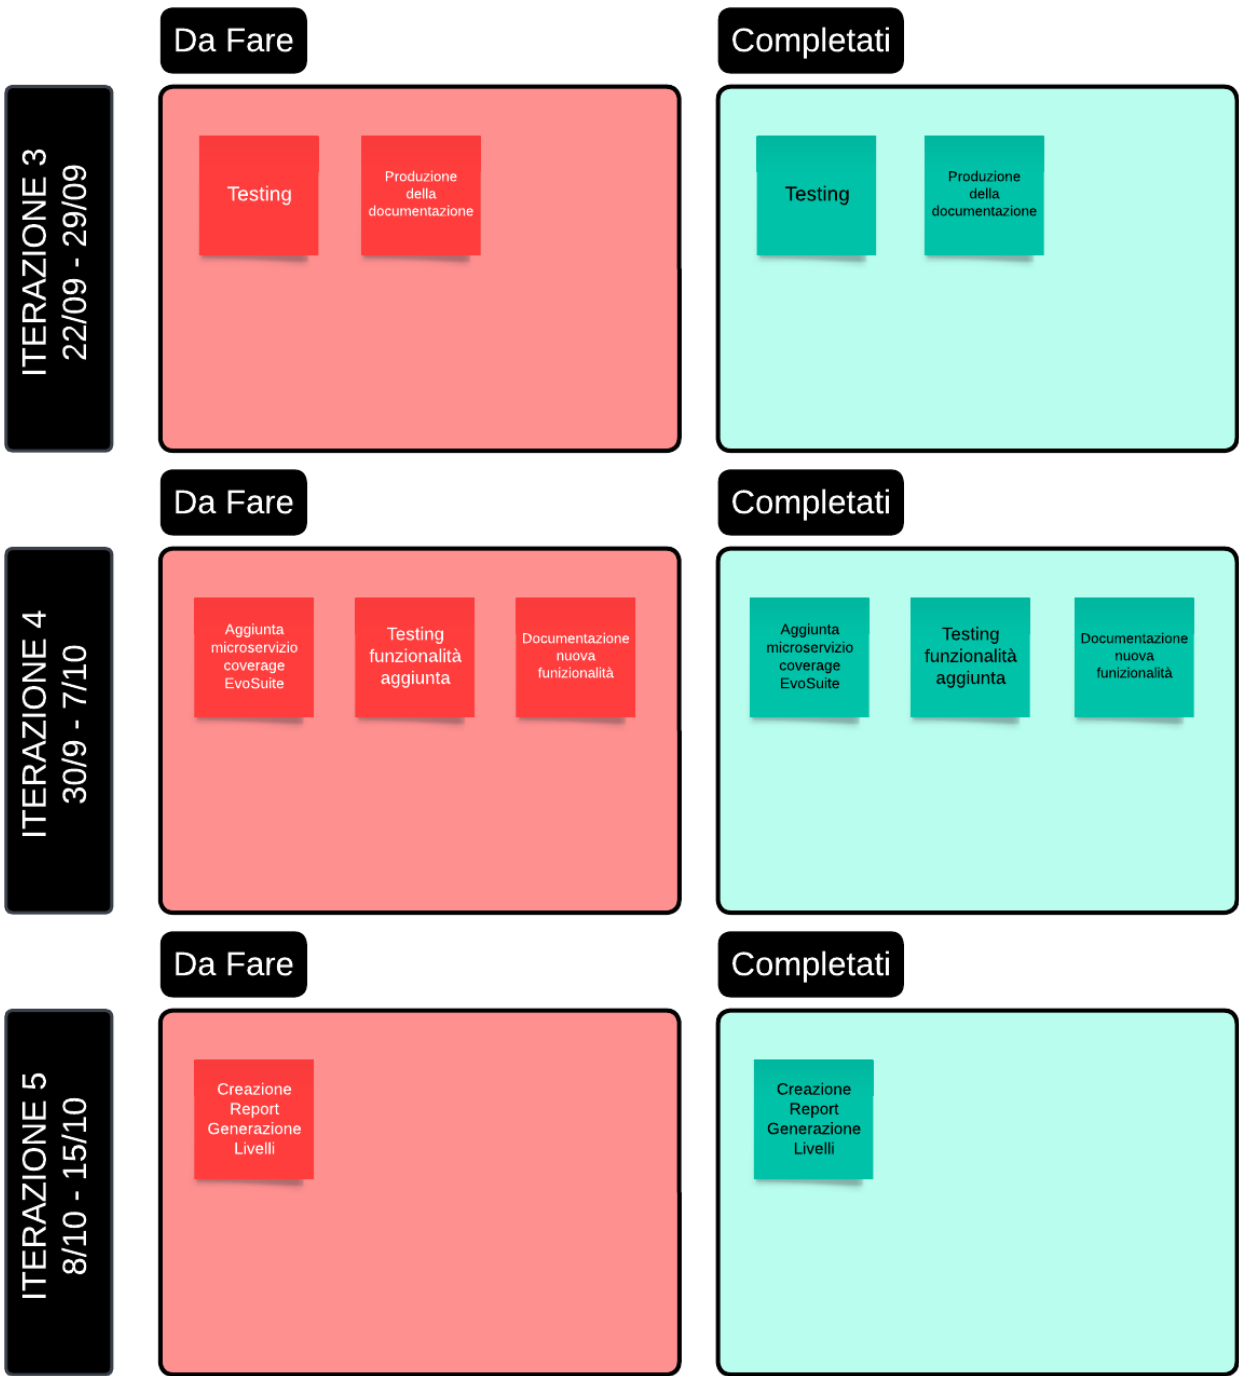 Da Fare
Completati
ITERAZIONE 3
22/09 - 29/09
Testing
Produzione
della
documentazione
Testing
Produzione
della
documentazione
Da Fare
Completati
ITERAZIONE 4
30/9 - 7/10
Aggiunta
microservizio
coverage
EvoSuite
Testing
funzionalità
aggiunta
Documentazione
nuova
funizionalità
Aggiunta
microservizio
coverage
EvoSuite
Testing
funzionalità
aggiunta
Documentazione
nuova
funizionalità
Da Fare
Completati
ITERAZIONE 5
8/10 - 15/10
Creazione
Report
Generazione
Livelli
Creazione
Report
Generazione
Livelli